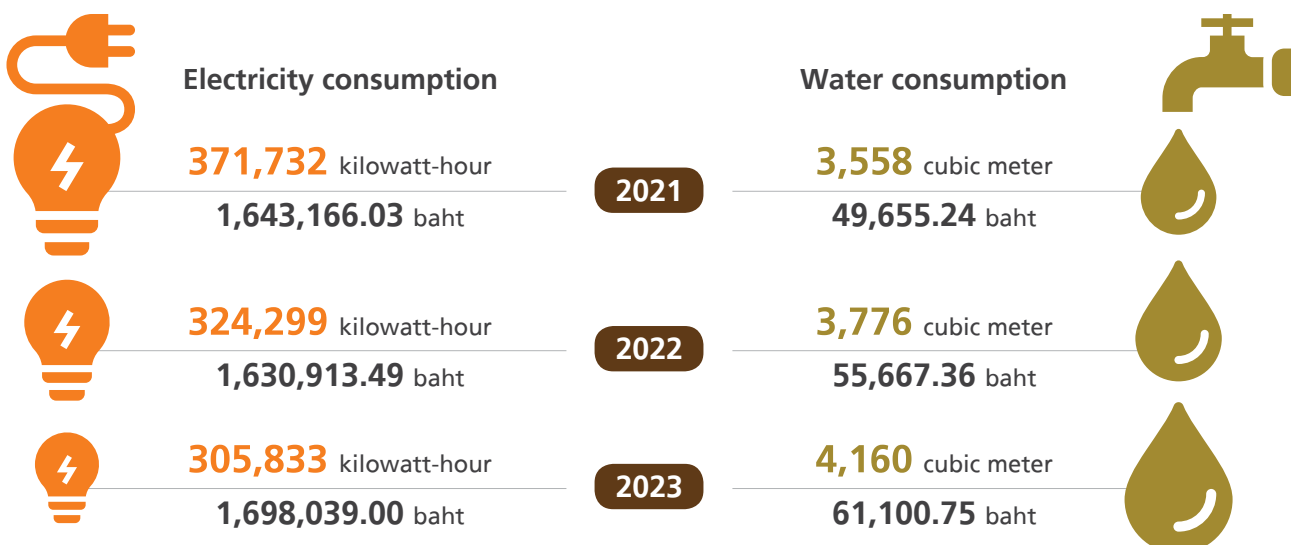 Electricity consumption
Water consumption
371,732 kilowatt-hour
1,643,166.03 baht
2021
3,558 cubic meter
49,655.24 baht
324,299 kilowatt-hour
1,630,913.49 baht
2022
3,776 cubic meter
55,667.36 baht
305,833 kilowatt-hour
1,698,039.00 baht
2023
4,160 cubic meter
61,100.75 baht